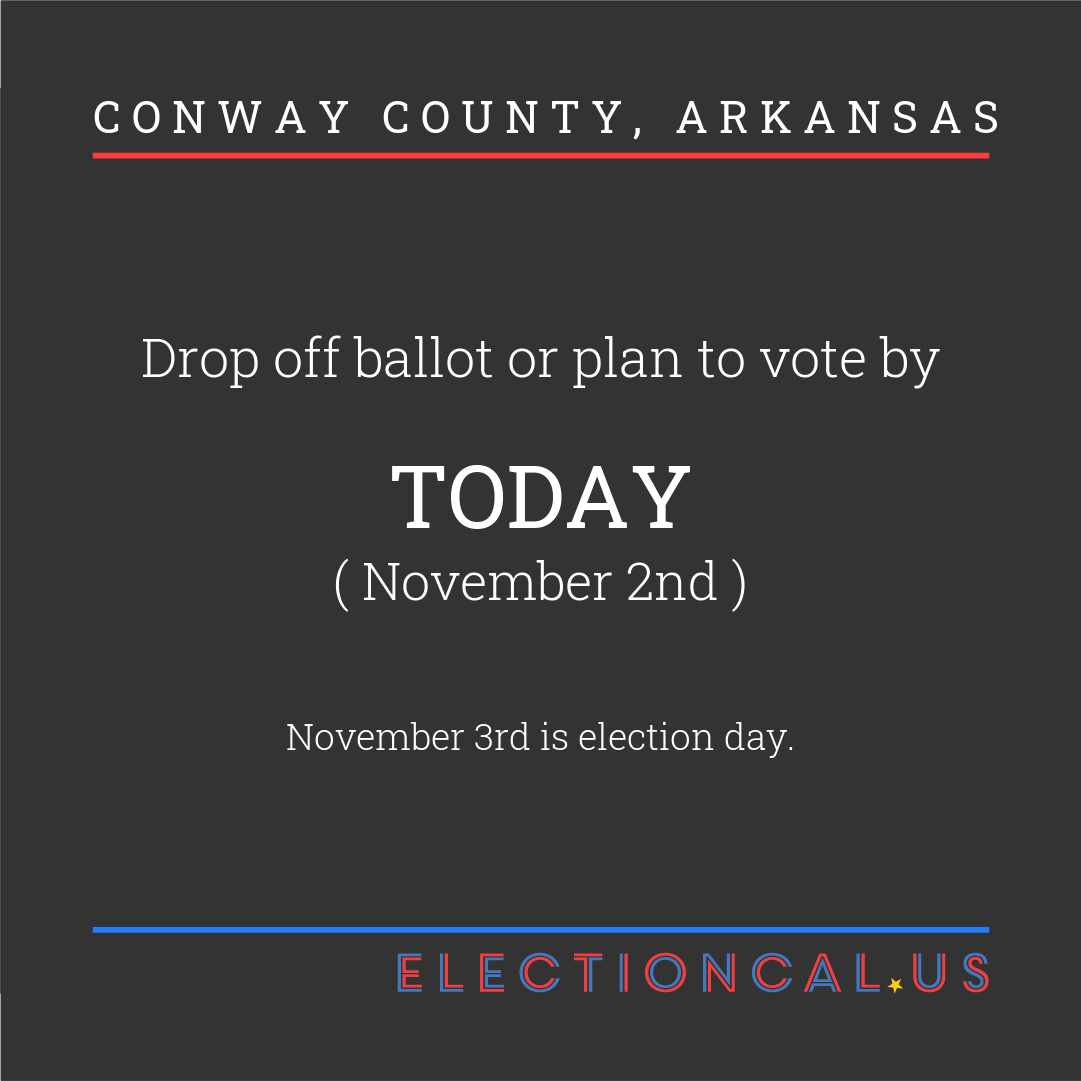 CONWAY COUNTY, ARKANSAS
Drop off ballot or plan to vote by
TODAY
( November 2nd )
November 3rd is election day.
ELECTIONCAL.US